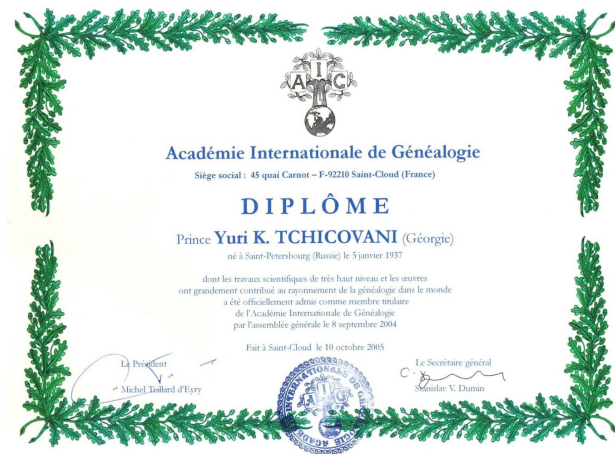 A I G
Académie Internationale de Généalogie
Siège social : 45 quai Carnot – F-92210 Saint-Cloud (France)
DIPLÔME
Prince Yuri K. TCHICOVANI (Géorgie)
né à Saint-Petersbourg (Russie) le 5 janvier 1937
dont les travaux scientifiques de très haut niveau et les œuvres
ont grandement contribué au rayonnement de la généalogie dans le monde
a été officiellement admis comme membre titulaire
de l'Académie Internationale de Généalogie
par l'assemblée générale le 8 septembre 2004
Fait à Saint-Cloud le 10 octobre 2005
Le Président
Le Secrétaire général
Michel Teillard d'Eyry
Stanislav V. Dumin
ACADÉMIE INTERNATIONALE DE GÉNÉALOGIE
A I G